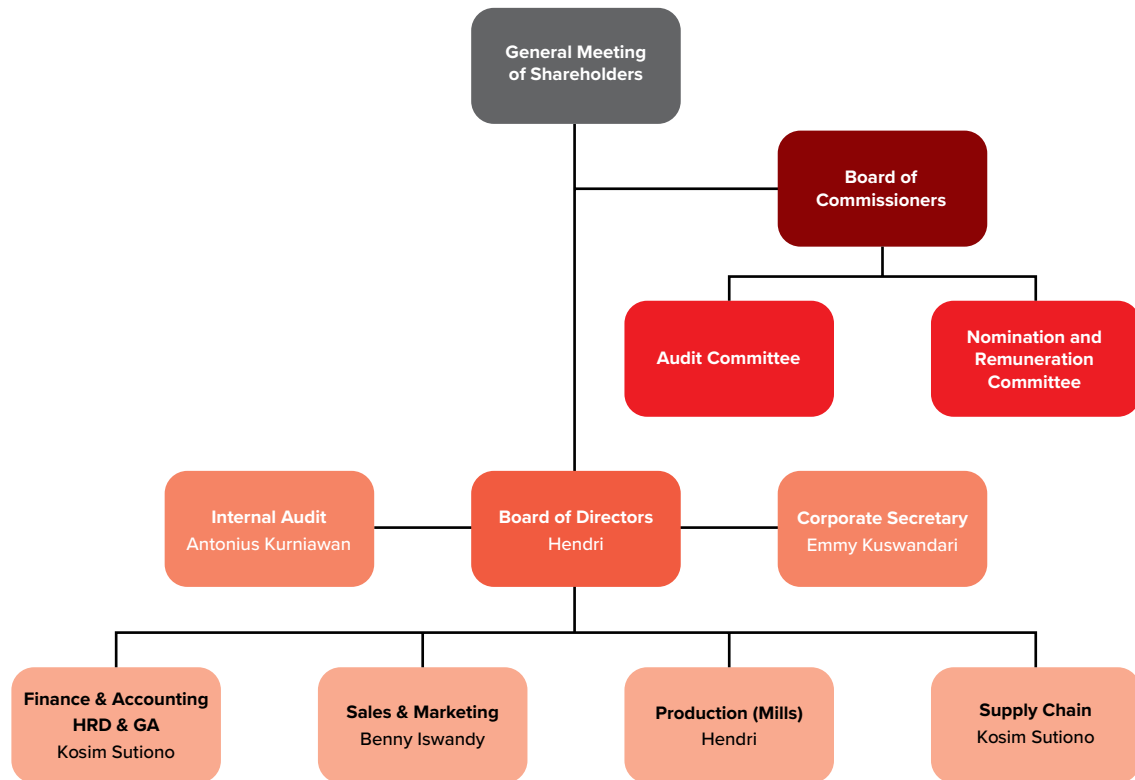 General Meeting
of Shareholders
Board of
Commissioners
Audit Committee
Nomination and
Remuneration
Committee
Internal Audit
Antonius Kurniawan
Board of Directors
Hendri
Corporate Secretary
Emmy Kuswandari
Finance & Accounting
HRD & GA
Kosim Sutiono
Sales & Marketing
Benny Iswandy
Production (Mills)
Hendri
Supply Chain
Kosim Sutiono